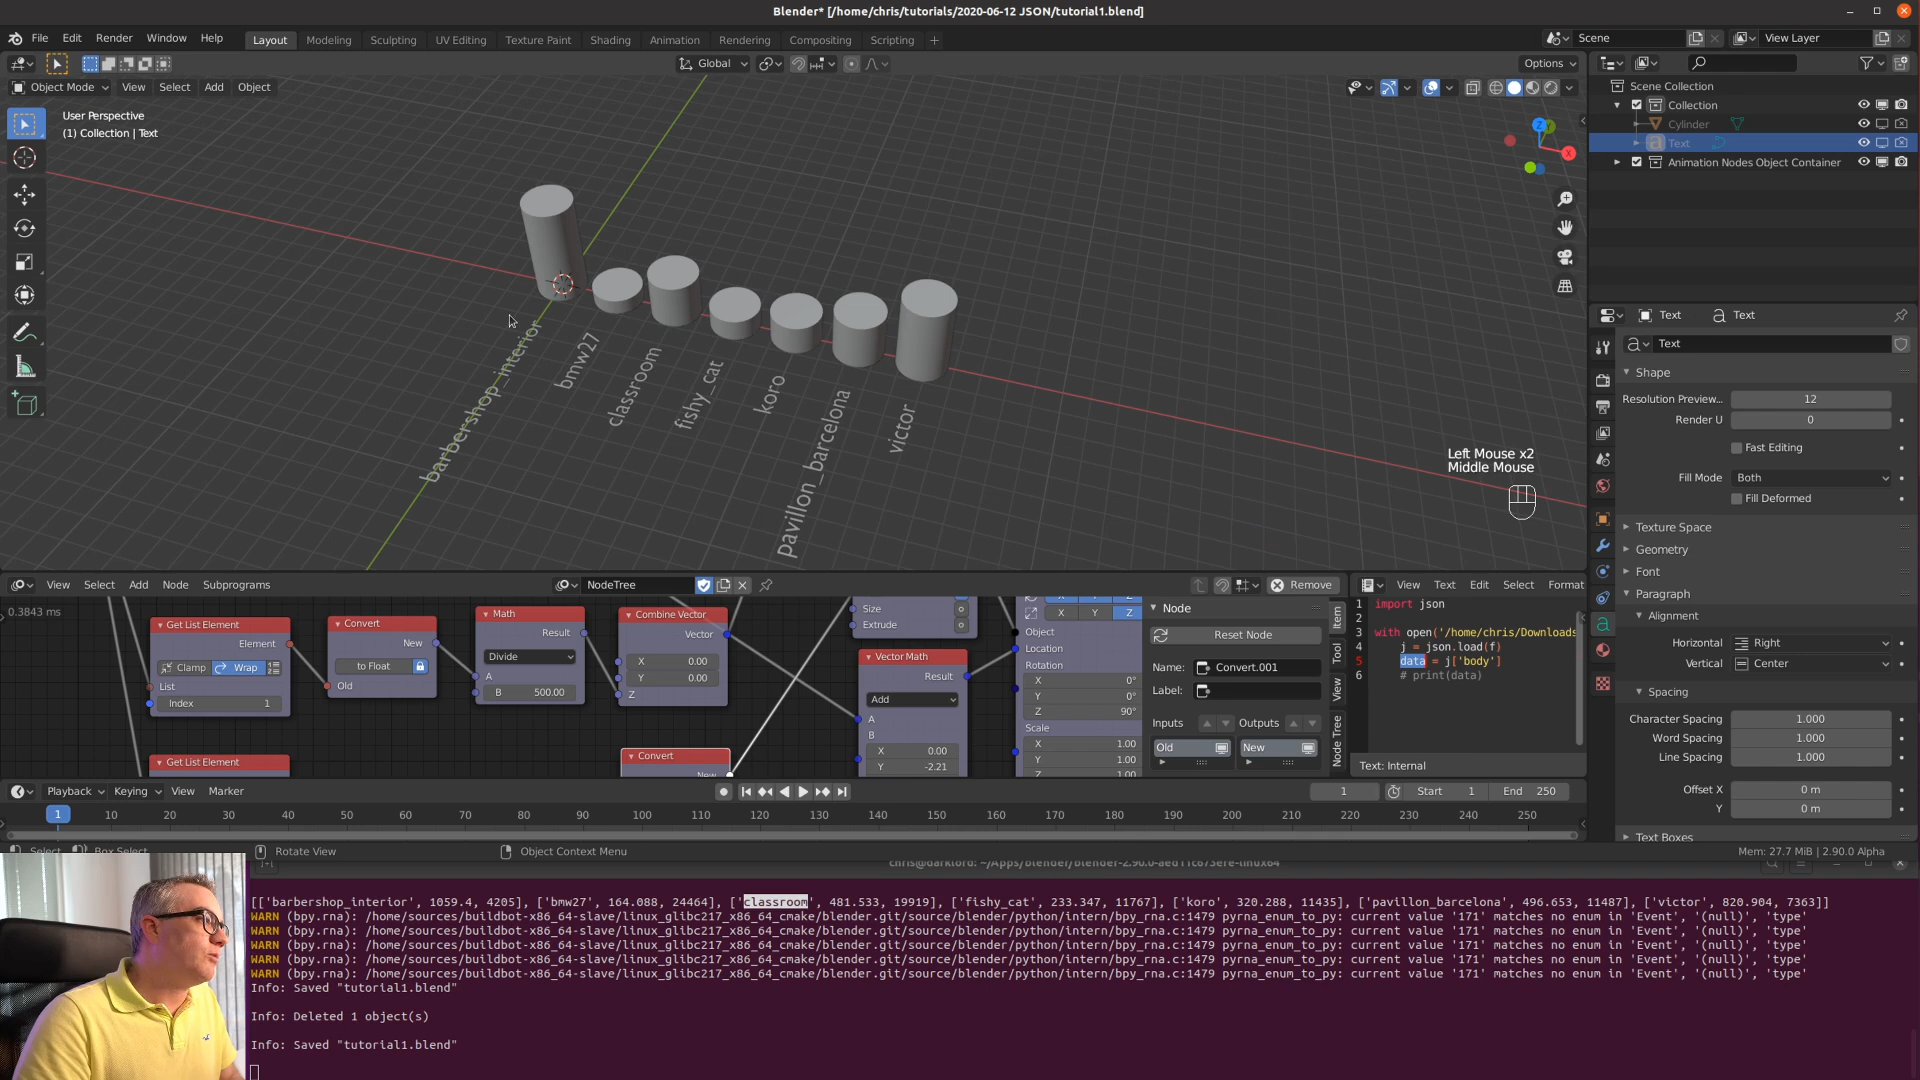 Blender* [/home/chris/tutorials/2020-06-12 JSON/tutorial1.blend]
File Edit Render Window Help Layout Modeling Sculpting UV Editing Texture Paint Shading Animation Rendering Compositing Scripting + Scene View Layer
Global Options
Object Mode View Select Add Object
User Perspective
(1) Collection | Text
Scene Collection
Collection
Cylinder
Text
Animation Nodes Object Container
Z
Y
X
barbershop_interior
bmw27
classroom
fishy_cat
koro
pavillon_barcelona
victor
Left Mouse x2
Middle Mouse
Text Text
Text
Shape
Resolution Preview... 12
Render U 0
Fast Editing
Fill Mode Both
Fill Deformed
Texture Space
Geometry
Font
Paragraph
Alignment
Horizontal Right
Vertical Center
Spacing
Character Spacing 1.000
Word Spacing 1.000
Line Spacing 1.000
Offset X 0 m
Y 0 m
Text Boxes
View Select Add Node Subprograms NodeTree Remove
0.3843 ms
Get List Element
Element
Clamp Wrap
List
Index 1
Convert
New
to Float
Old
Math
Result
Divide
A
B 500.00
Combine Vector
Vector
X 0.00
Y 0.00
Z
Get List Element
Convert
New
Size
Extrude
Vector Math
Result
Add
A
B
X 0.00
Y -2.21
X Y Z
Object
Location
Rotation
X 0°
Y 0°
Z 90°
Scale
X 1.00
Y 1.00
Z 1.00
Node
Reset Node
Name: Convert.001
Label:
Inputs Outputs
Old New
Item
Tool
View
Node Tree
View Text Edit Select Format
1 import json
2
3 with open('/home/chris/Downloads
4 j = json.load(f)
5 data = j['body']
6 # print(data)
Text: Internal
Playback Keying View Marker 1 Start 1 End 250
1 10 20 30 40 50 60 70 80 90 100 110 120 130 140 150 160 170 180 190 200 210 220 230 240 250
Select Box Select Rotate View Object Context Menu Mem: 27.7 MiB | 2.90.0 Alpha
[['barbershop_interior', 1059.4, 4205], ['bmw27', 164.088, 24464], ['classroom', 481.533, 19919], ['fishy_cat', 233.347, 11767], ['koro', 320.288, 11435], ['pavillon_barcelona', 496.653, 11487], ['victor', 820.904, 7363]]
WARN (bpy.rna): /home/sources/buildbot-x86_64-slave/linux_glibc217_x86_64_cmake/blender.git/source/blender/python/intern/bpy_rna.c:1479 pyrna_enum_to_py: current value '171' matches no enum in 'Event', '(null)', 'type'
WARN (bpy.rna): /home/sources/buildbot-x86_64-slave/linux_glibc217_x86_64_cmake/blender.git/source/blender/python/intern/bpy_rna.c:1479 pyrna_enum_to_py: current value '171' matches no enum in 'Event', '(null)', 'type'
WARN (bpy.rna): /home/sources/buildbot-x86_64-slave/linux_glibc217_x86_64_cmake/blender.git/source/blender/python/intern/bpy_rna.c:1479 pyrna_enum_to_py: current value '171' matches no enum in 'Event', '(null)', 'type'
WARN (bpy.rna): /home/sources/buildbot-x86_64-slave/linux_glibc217_x86_64_cmake/blender.git/source/blender/python/intern/bpy_rna.c:1479 pyrna_enum_to_py: current value '171' matches no enum in 'Event', '(null)', 'type'
WARN (bpy.rna): /home/sources/buildbot-x86_64-slave/linux_glibc217_x86_64_cmake/blender.git/source/blender/python/intern/bpy_rna.c:1479 pyrna_enum_to_py: current value '171' matches no enum in 'Event', '(null)', 'type'
Info: Saved "tutorial1.blend"
Info: Deleted 1 object(s)
Info: Saved "tutorial1.blend"